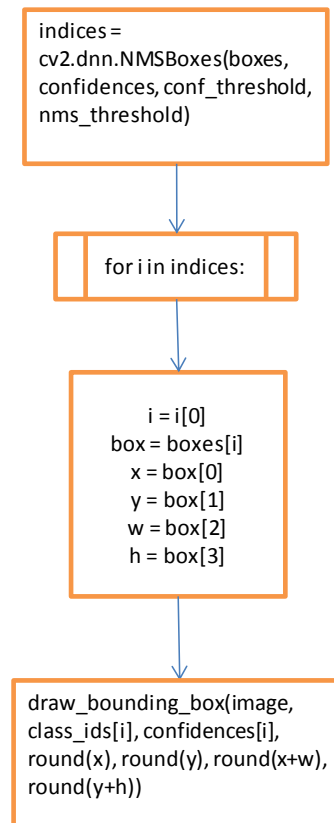 indices =
cv2.dnn.NMSBoxes(boxes,
confidences, conf_threshold,
nms_threshold)
for i in indices:
i = i[0]
box = boxes[i]
x = box[0]
y = box[1]
w = box[2]
h = box[3]
draw_bounding_box(image,
class_ids[i], confidences[i],
round(x), round(y), round(x+w),
round(y+h))